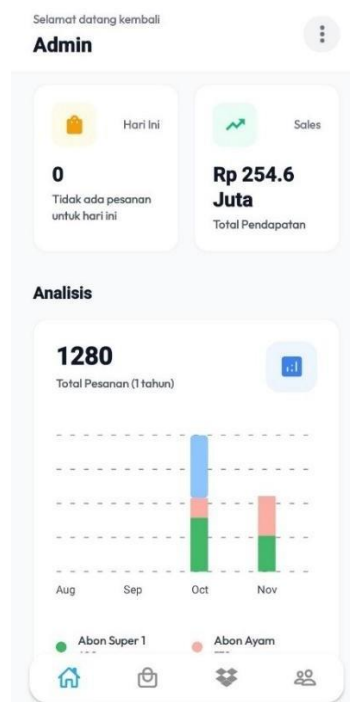 Selamat datang kembali
Admin
Hari Ini
0
Tidak ada pesanan
untuk hari ini
Sales
Rp 254.6
Juta
Total Pendapatan
Analisis
1280
Total Pesanan (1 tahun)
Aug Sep Oct Nov
Abon Super 1 Abon Ayam